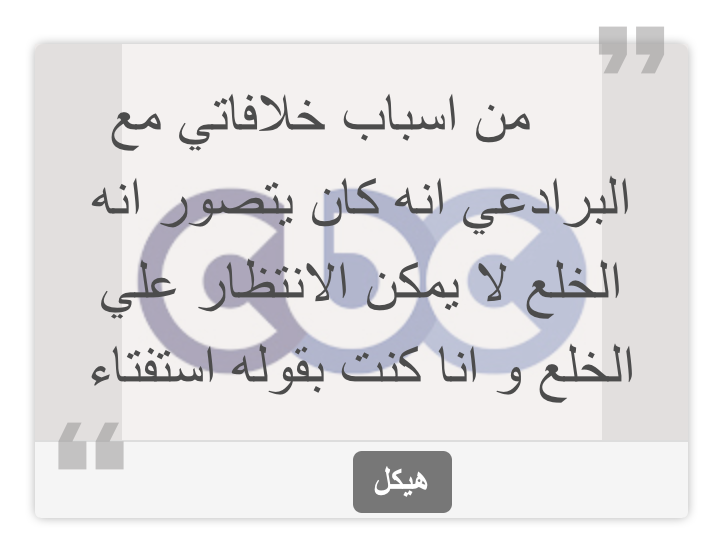 من اسباب خلافاتي مع
البرادعي انه كان يتصور انه
الخلع لا يمكن الانتظار علي
الخلع و انا كنت بقوله استفتاء
cbc
هيكل